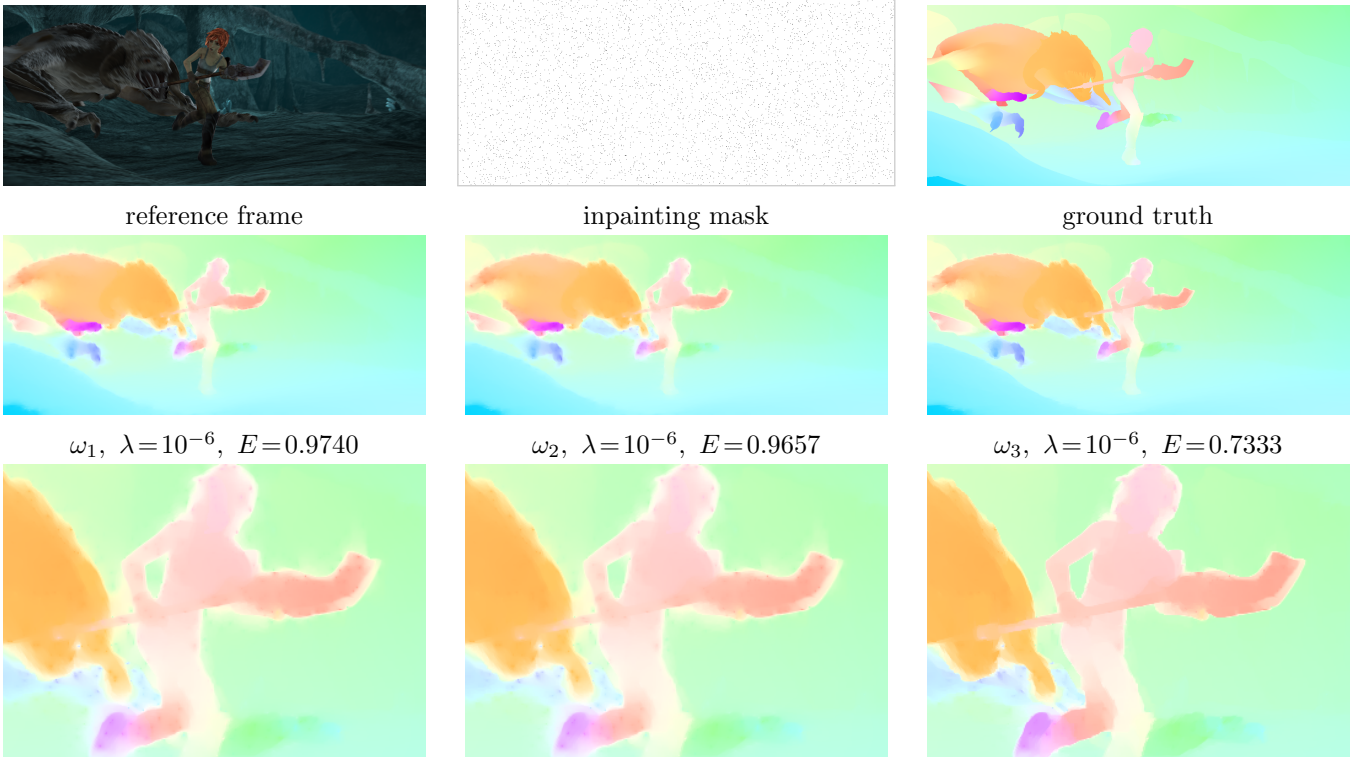 reference frame
inpainting mask
ground truth
ω₁, λ=10⁻⁶, E=0.9740
ω₂, λ=10⁻⁶, E=0.9657
ω₃, λ=10⁻⁶, E=0.7333